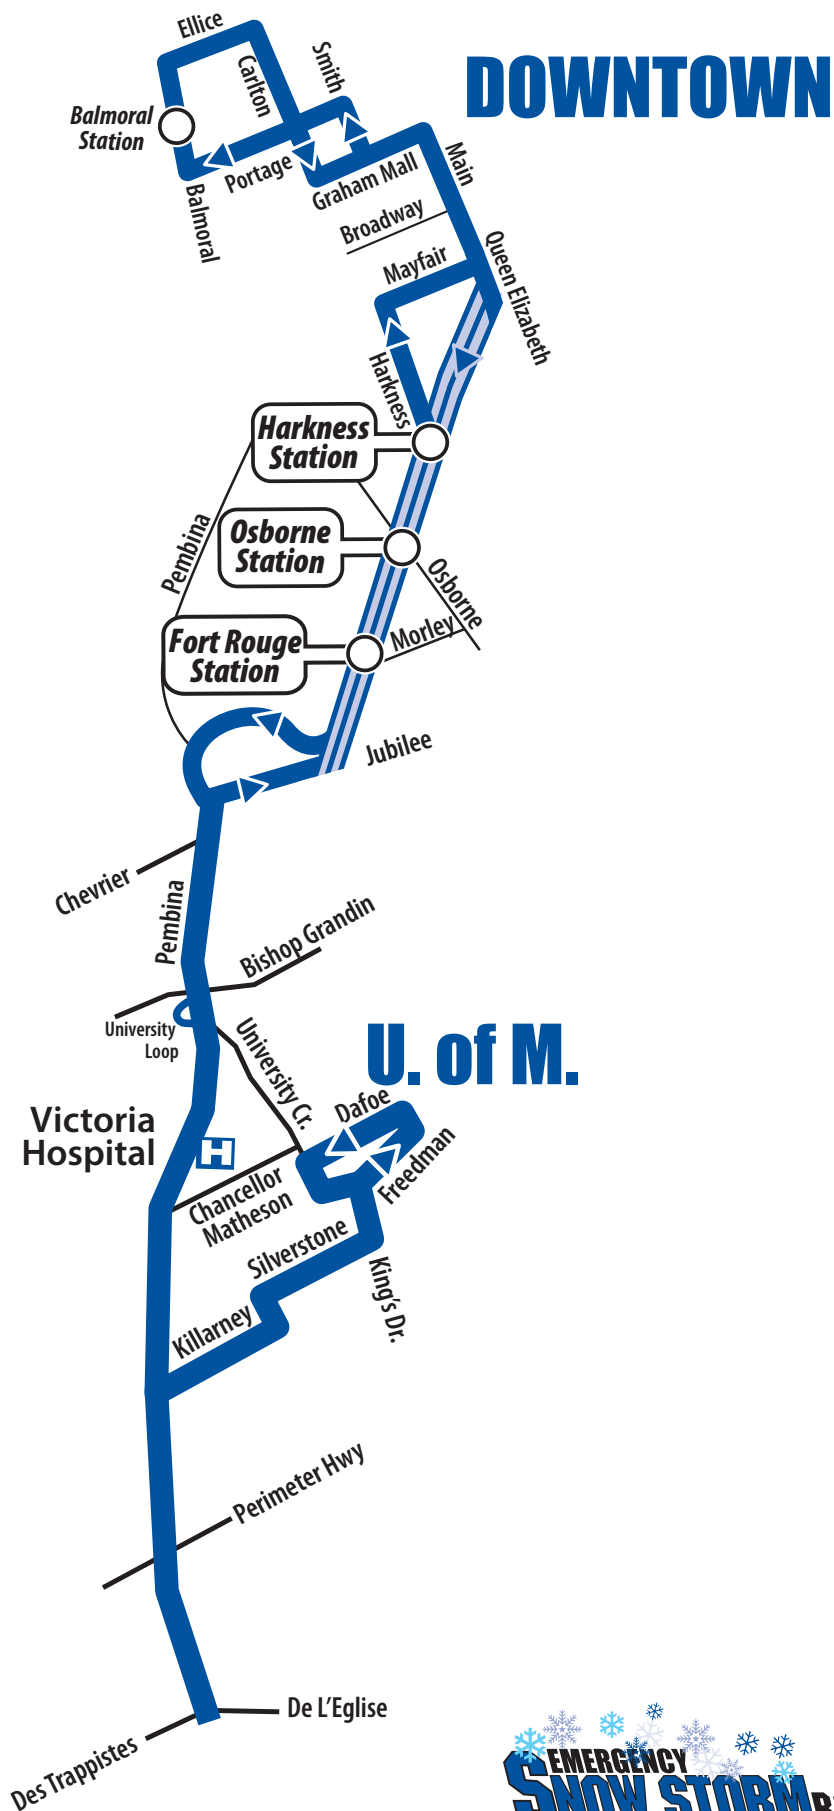 Ellice
DOWNTOWN
Carlton
Smith
Balmoral
Station
Portage
Graham Mall
Main
Balmoral
Broadway
Mayfair
Queen Elizabeth
Harkness
Harkness
Station
Pembina
Osborne
Station
Osborne
Morley
Fort Rouge
Station
Jubilee
Chevrier
Pembina
Bishop Grandin
University
Loop
University Cr.
U. of M.
Dafoe
Victoria
Hospital
H
Freedman
Chancellor
Matheson
Silverstone
King's Dr.
Killarney
Perimeter Hwy
De L'Eglise
Des Trappistes
EMERGENCY
SNOW STORM